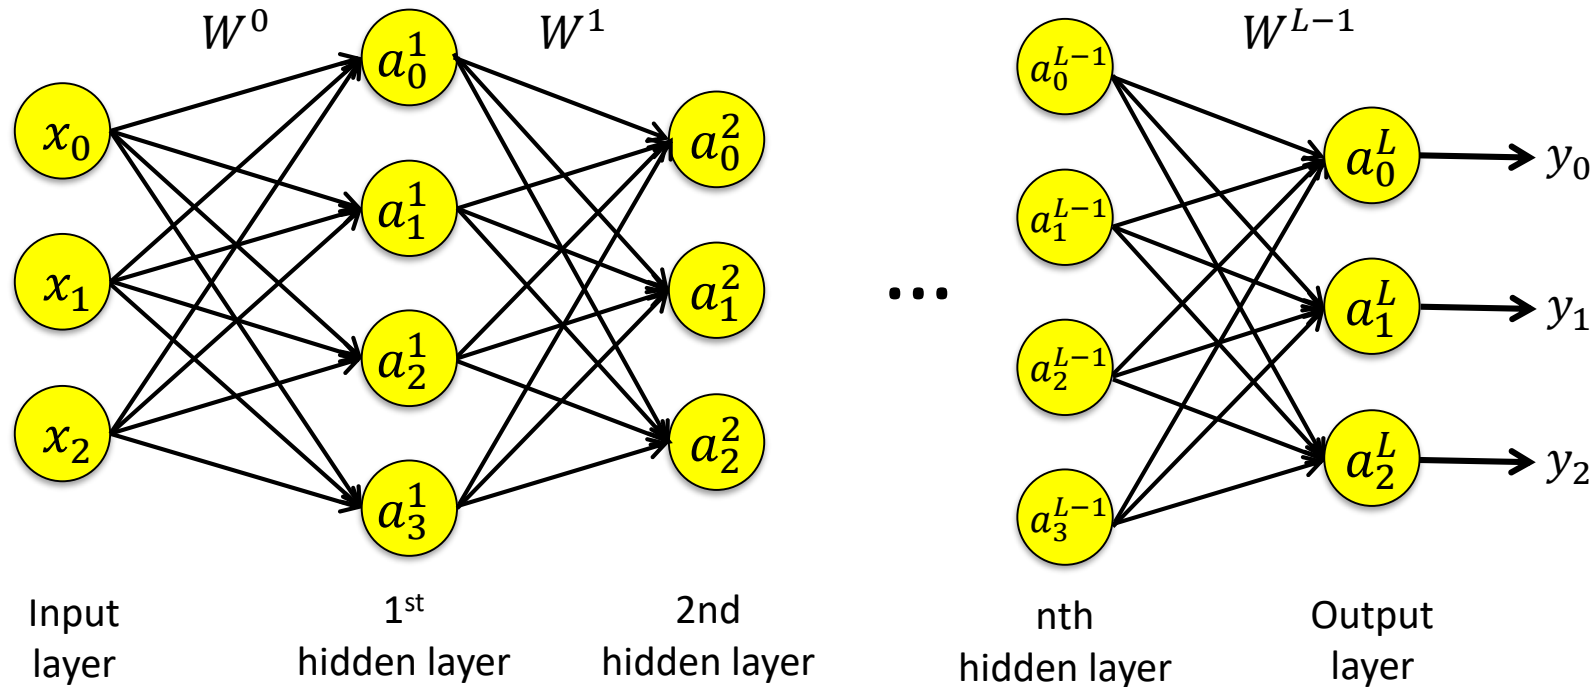 W^0
W^1
W^{L-1}
x_0
x_1
x_2
a_0^1
a_1^1
a_2^1
a_3^1
a_0^2
a_1^2
a_2^2
...
a_0^{L-1}
a_1^{L-1}
a_2^{L-1}
a_3^{L-1}
a_0^L
a_1^L
a_2^L
y_0
y_1
y_2
Input
layer
1st
hidden layer
2nd
hidden layer
nth
hidden layer
Output
layer